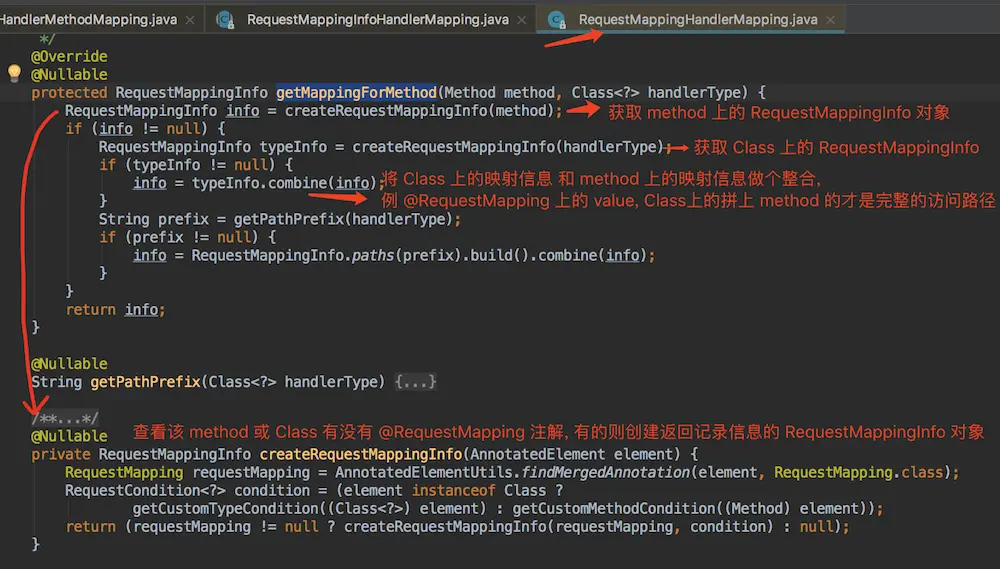 HandlerMethodMapping.java × RequestMappingInfoHandlerMapping.java × RequestMappingHandlerMapping.java ×
*/
@Override
@Nullable
protected RequestMappingInfo getMappingForMethod(Method method, Class<?> handlerType) {
RequestMappingInfo info = createRequestMappingInfo(method); 获取 method 上的 RequestMappingInfo 对象
if (info != null) {
RequestMappingInfo typeInfo = createRequestMappingInfo(handlerType); 获取 Class 上的 RequestMappingInfo
if (typeInfo != null) {
info = typeInfo.combine(info); 将 Class 上的映射信息 和 method 上的映射信息做个整合,
} 例 @RequestMapping 上的 value, Class上的拼上 method 的才是完整的访问路径
String prefix = getPathPrefix(handlerType);
if (prefix != null) {
info = RequestMappingInfo.paths(prefix).build().combine(info);
}
}
return info;
}
@Nullable
String getPathPrefix(Class<?> handlerType) {...}
/**...*/
@Nullable 查看该 method 或 Class 有没有 @RequestMapping 注解, 有的则创建返回记录信息的 RequestMappingInfo 对象
private RequestMappingInfo createRequestMappingInfo(AnnotatedElement element) {
RequestMapping requestMapping = AnnotatedElementUtils.findMergedAnnotation(element, RequestMapping.class);
RequestCondition<?> condition = (element instanceof Class ?
getCustomTypeCondition((Class<?>) element) : getCustomMethodCondition((Method) element));
return (requestMapping != null ? createRequestMappingInfo(requestMapping, condition) : null);
}